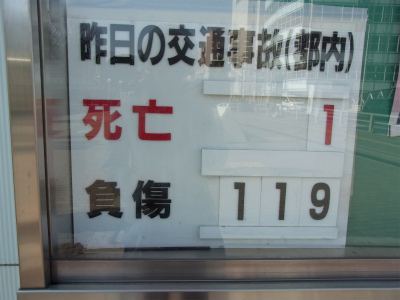 昨日の交通事故(都内)
死亡 1
負傷 119